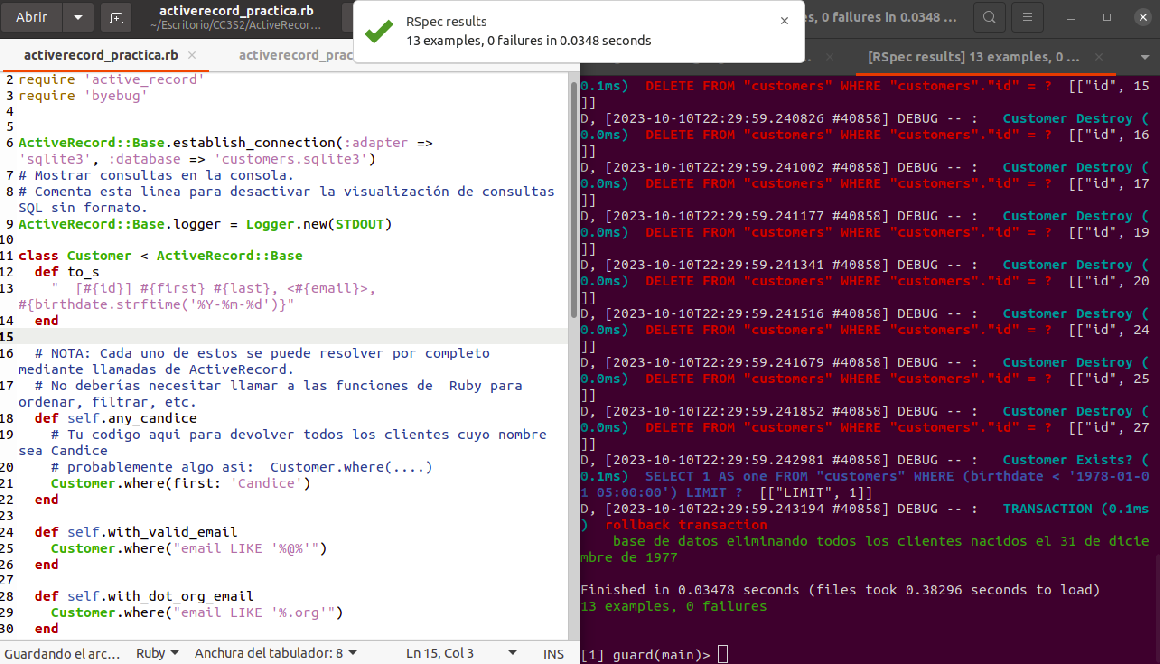 Abrir
activerecord_practica.rb
~/Escritorio/CC3S2/ActiveRecor...
RSpec results
13 examples, 0 failures in 0.0348 seconds
s, 0 failures in 0.0348 ...
activerecord_practica.rb
activerecord_pract
[RSpec results] 13 examples, 0 ...
2 require 'active_record'
3 require 'byebug'
4
5
6 ActiveRecord::Base.establish_connection(:adapter =>
'sqlite3', :database => 'customers.sqlite3')
7 # Mostrar consultas en la consola.
8 # Comenta esta linea para desactivar la visualización de consultas
SQL sin formato.
9 ActiveRecord::Base.logger = Logger.new(STDOUT)
10
11 class Customer < ActiveRecord::Base
12 def to_s
13 " [#{id}] #{first} #{last}, <#{email}>,
#{birthdate.strftime('%Y-%m-%d')}"
14 end
15
16 # NOTA: Cada uno de estos se puede resolver por completo
mediante llamadas de ActiveRecord.
17 # No deberías necesitar llamar a las funciones de Ruby para
ordenar, filtrar, etc.
18 def self.any_candice
19 # Tu codigo aqui para devolver todos los clientes cuyo nombre
sea Candice
20 # probablemente algo asi: Customer.where(....)
21 Customer.where(first: 'Candice')
22 end
23
24 def self.with_valid_email
25 Customer.where("email LIKE '%@%'")
26 end
27
28 def self.with_dot_org_email
29 Customer.where("email LIKE '%.org'")
30 end
Guardando el arc... Ruby Anchura del tabulador: 8 Ln 15, Col 3 INS
0.1ms) DELETE FROM "customers" WHERE "customers"."id" = ? [["id", 15
]]
D, [2023-10-10T22:29:59.240826 #40858] DEBUG -- : Customer Destroy (
0.0ms) DELETE FROM "customers" WHERE "customers"."id" = ? [["id", 16
]]
D, [2023-10-10T22:29:59.241002 #40858] DEBUG -- : Customer Destroy (
0.0ms) DELETE FROM "customers" WHERE "customers"."id" = ? [["id", 17
]]
D, [2023-10-10T22:29:59.241177 #40858] DEBUG -- : Customer Destroy (
0.0ms) DELETE FROM "customers" WHERE "customers"."id" = ? [["id", 19
]]
D, [2023-10-10T22:29:59.241341 #40858] DEBUG -- : Customer Destroy (
0.0ms) DELETE FROM "customers" WHERE "customers"."id" = ? [["id", 20
]]
D, [2023-10-10T22:29:59.241516 #40858] DEBUG -- : Customer Destroy (
0.0ms) DELETE FROM "customers" WHERE "customers"."id" = ? [["id", 24
]]
D, [2023-10-10T22:29:59.241679 #40858] DEBUG -- : Customer Destroy (
0.0ms) DELETE FROM "customers" WHERE "customers"."id" = ? [["id", 25
]]
D, [2023-10-10T22:29:59.241852 #40858] DEBUG -- : Customer Destroy (
0.0ms) DELETE FROM "customers" WHERE "customers"."id" = ? [["id", 27
]]
D, [2023-10-10T22:29:59.242981 #40858] DEBUG -- : Customer Exists? (
0.1ms) SELECT 1 AS one FROM "customers" WHERE (birthdate < '1978-01-0
1 05:00:00') LIMIT ? [["LIMIT", 1]]
D, [2023-10-10T22:29:59.243194 #40858] DEBUG -- : TRANSACTION (0.1ms
) rollback transaction
base de datos eliminando todos los clientes nacidos el 31 de dicie
mbre de 1977
Finished in 0.03478 seconds (files took 0.38296 seconds to load)
13 examples, 0 failures
[1] guard(main)>